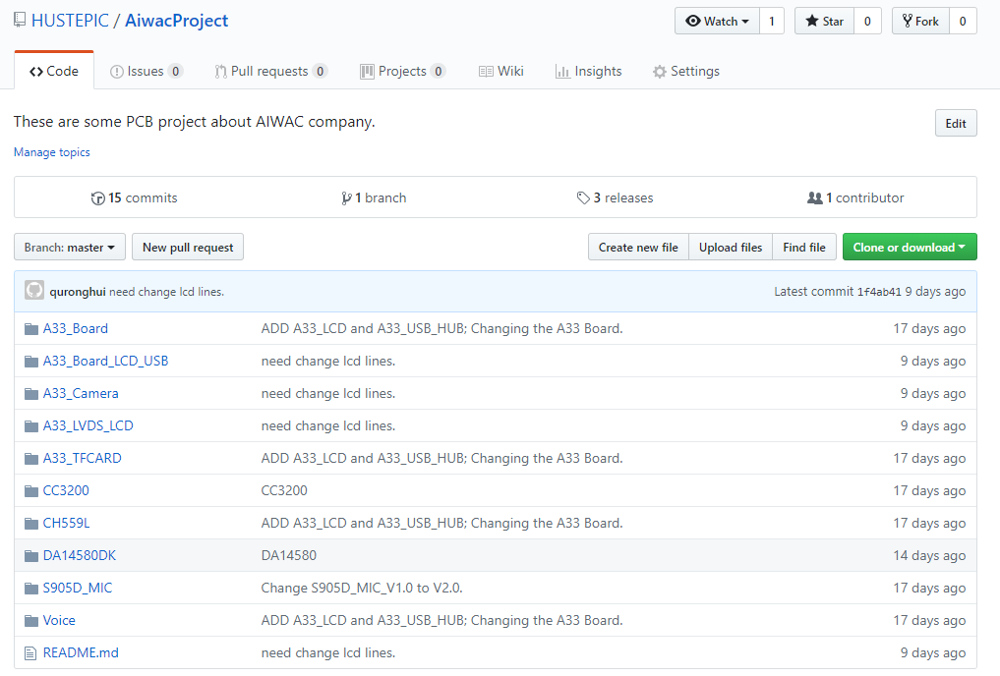 HUSTEPIC / AiwacProject Watch 1 Star 0 Fork 0
Code Issues 0 Pull requests 0 Projects 0 Wiki Insights Settings
These are some PCB project about AIWAC company. Edit
Manage topics
15 commits 1 branch 3 releases 1 contributor
Branch: master New pull request Create new file Upload files Find file Clone or download
quronghui need change lcd lines. Latest commit 1f4ab41 9 days ago
A33_Board ADD A33_LCD and A33_USB_HUB; Changing the A33 Board. 17 days ago
A33_Board_LCD_USB need change lcd lines. 9 days ago
A33_Camera need change lcd lines. 9 days ago
A33_LVDS_LCD need change lcd lines. 9 days ago
A33_TFCARD ADD A33_LCD and A33_USB_HUB; Changing the A33 Board. 17 days ago
CC3200 CC3200 17 days ago
CH559L ADD A33_LCD and A33_USB_HUB; Changing the A33 Board. 17 days ago
DA14580DK DA14580 14 days ago
S905D_MIC Change S905D_MIC_V1.0 to V2.0. 17 days ago
Voice ADD A33_LCD and A33_USB_HUB; Changing the A33 Board. 17 days ago
README.md need change lcd lines. 9 days ago